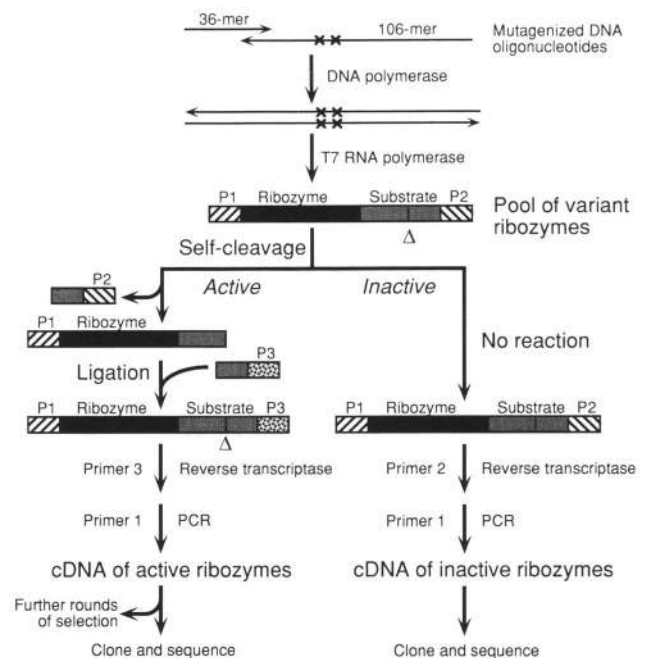 36-mer
106-mer
Mutagenized DNA
oligonucleotides
DNA polymerase
T7 RNA polymerase
P1 Ribozyme Substrate P2
Pool of variant
ribozymes
Δ
Self-cleavage
P2
Active
Inactive
P1 Ribozyme
No reaction
Ligation
P3
P1 Ribozyme Substrate P3
P1 Ribozyme Substrate P2
Δ
Primer 3 Reverse transcriptase
Primer 2 Reverse transcriptase
Primer 1 PCR
Primer 1 PCR
cDNA of active ribozymes
cDNA of inactive ribozymes
Further rounds
of selection
Clone and sequence
Clone and sequence